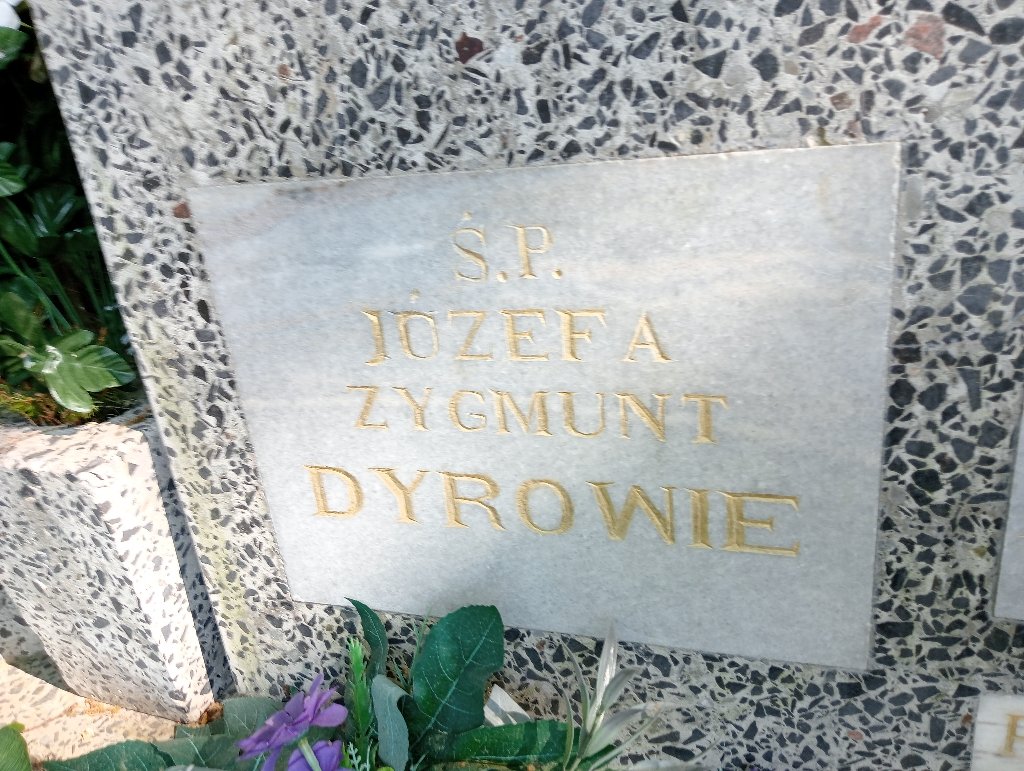 Ś.P.
JÓZEFA
ZYGMUNT
DYROWIE